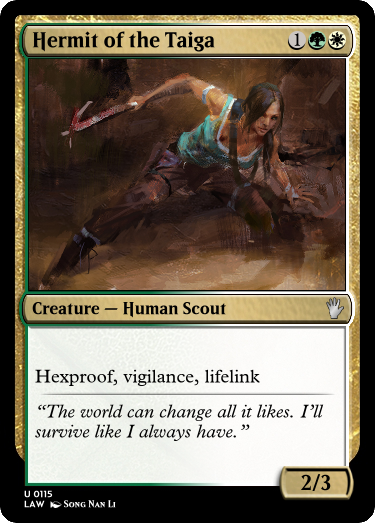 Hermit of the Taiga 1
Creature — Human Scout
Hexproof, vigilance, lifelink
“The world can change all it likes. I’ll
survive like I always have.”
2/3
U 0115
LAW Song Nan Li